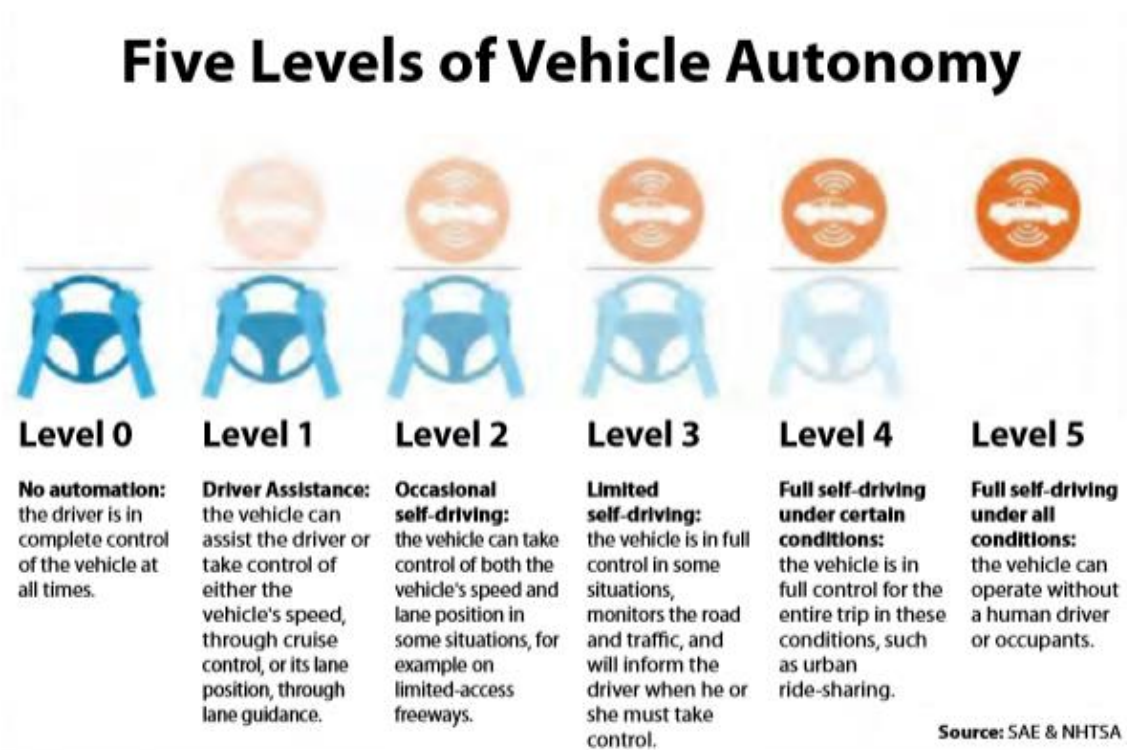 Five Levels of Vehicle Autonomy
Level 0
No automation:
the driver is in
complete control
of the vehicle at
all times.
Level 1
Driver Assistance:
the vehicle can
assist the driver or
take control of
either the
vehicle's speed,
through cruise
control, or its lane
position, through
lane guidance.
Level 2
Occasional
self-driving:
the vehicle can take
control of both the
vehicle's speed and
lane position in
some situations, for
example on
limited-access
freeways.
Level 3
Limited
self-driving:
the vehicle is in full
control in some
situations,
monitors the road
and traffic, and
will inform the
driver when he or
she must take
control.
Level 4
Full self-driving
under certain
conditions:
the vehicle is in
full control for the
entire trip in these
conditions, such
as urban
ride-sharing.
Level 5
Full self-driving
under all
conditions:
the vehicle can
operate without
a human driver
or occupants.
Source: SAE & NHTSA